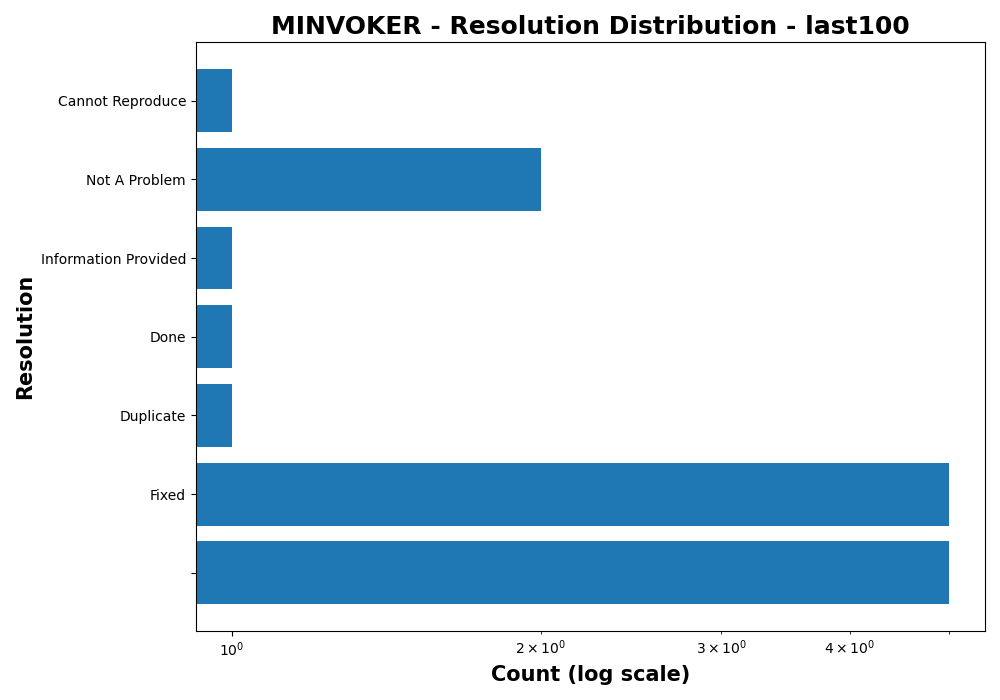 MINVOKER - Resolution Distribution - last100
Cannot Reproduce
Not A Problem
Information Provided
Done
Duplicate
Fixed
Resolution
10⁰
2 × 10⁰
3 × 10⁰
4 × 10⁰
Count (log scale)